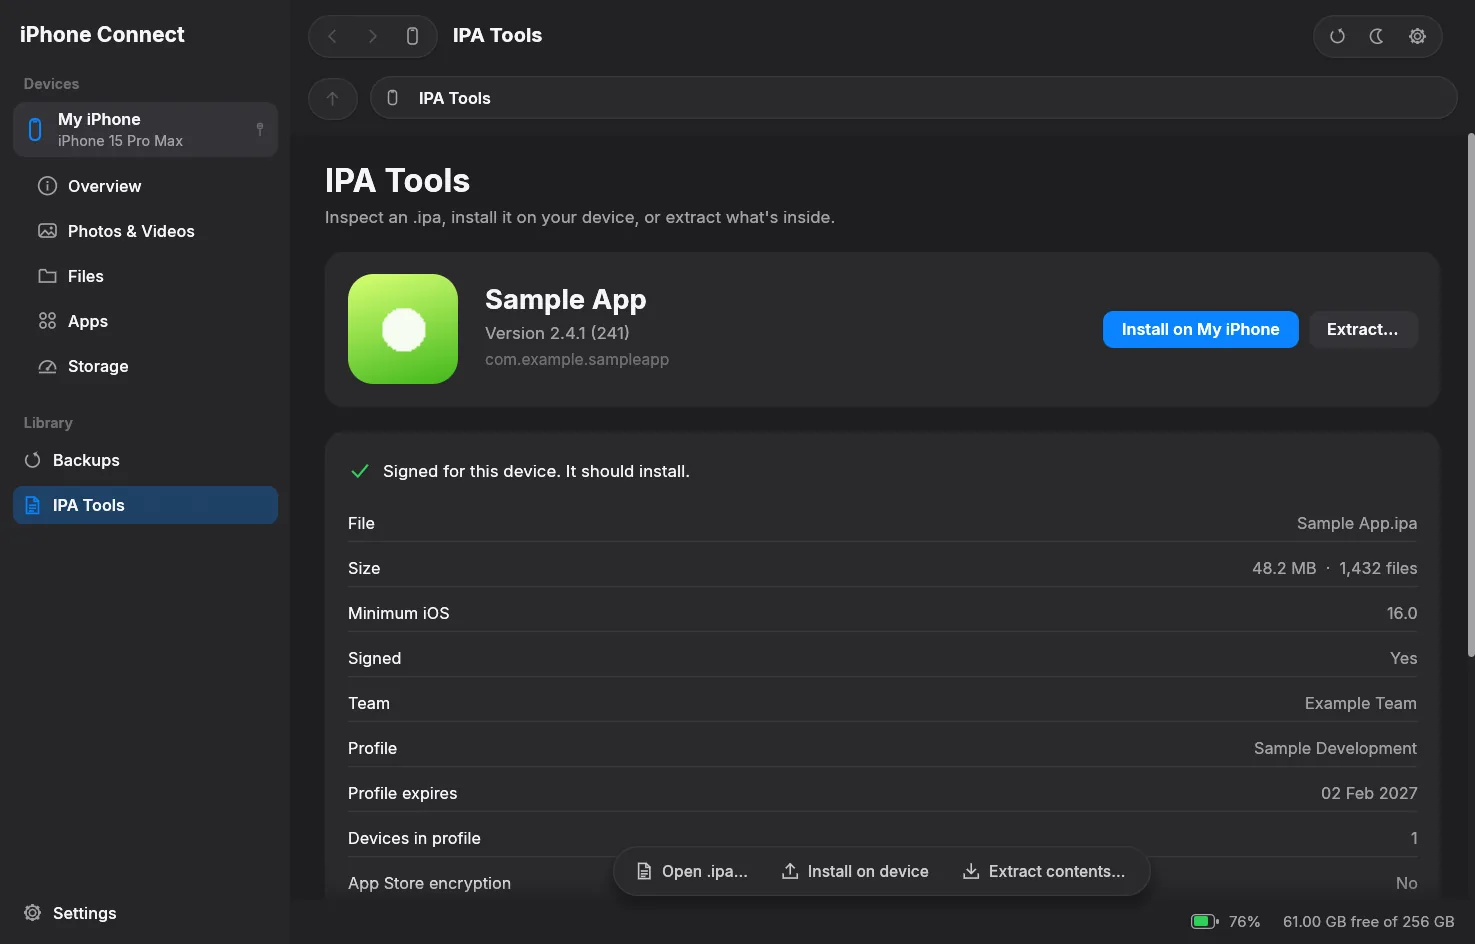 iPhone Connect
Devices
My iPhone
iPhone 15 Pro Max
Overview
Photos & Videos
Files
Apps
Storage
Library
Backups
IPA Tools
Settings
IPA Tools
IPA Tools
IPA Tools
Inspect an .ipa, install it on your device, or extract what's inside.
Sample App
Version 2.4.1 (241)
com.example.sampleapp
Install on My iPhone
Extract...
Signed for this device. It should install.
File Sample App.ipa
Size 48.2 MB · 1,432 files
Minimum iOS 16.0
Signed Yes
Team Example Team
Profile Sample Development
Profile expires 02 Feb 2027
Devices in profile 1
App Store encryption No
Open .ipa... Install on device Extract contents...
76% 61.00 GB free of 256 GB